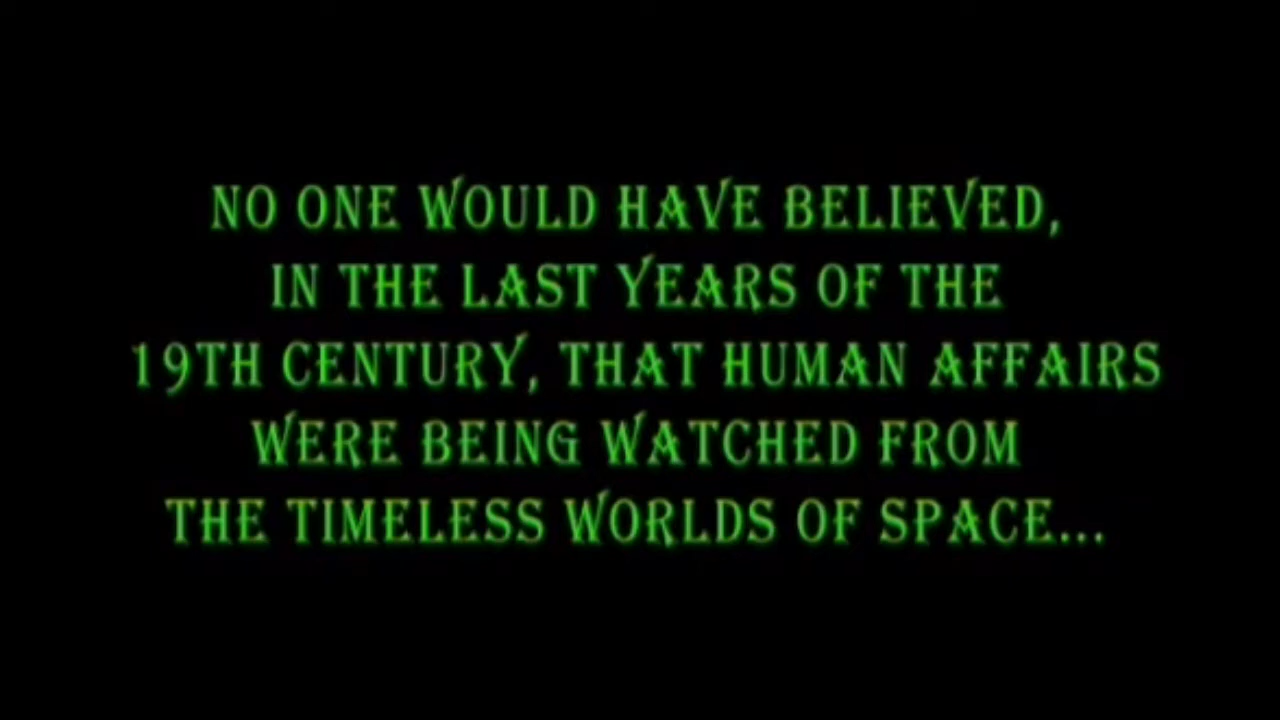 NO ONE WOULD HAVE BELIEVED,
IN THE LAST YEARS OF THE
19TH CENTURY, THAT HUMAN AFFAIRS
WERE BEING WATCHED FROM
THE TIMELESS WORLDS OF SPACE...